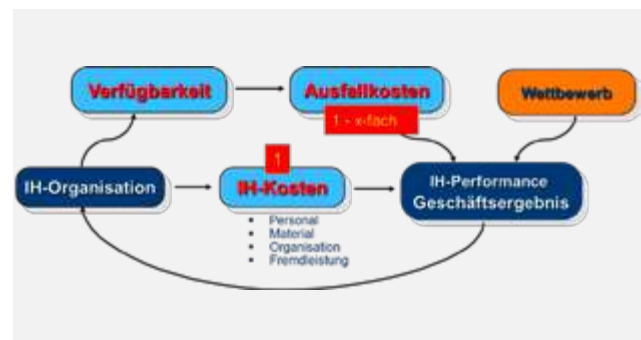 Verfügbarkeit
Ausfallkosten
Wettbewerb
1 - x-fach
1
IH-Organisation
IH-Kosten
IH-Performance
Geschäftsergebnis
Personal
Material
Organisation
Fremdleistung